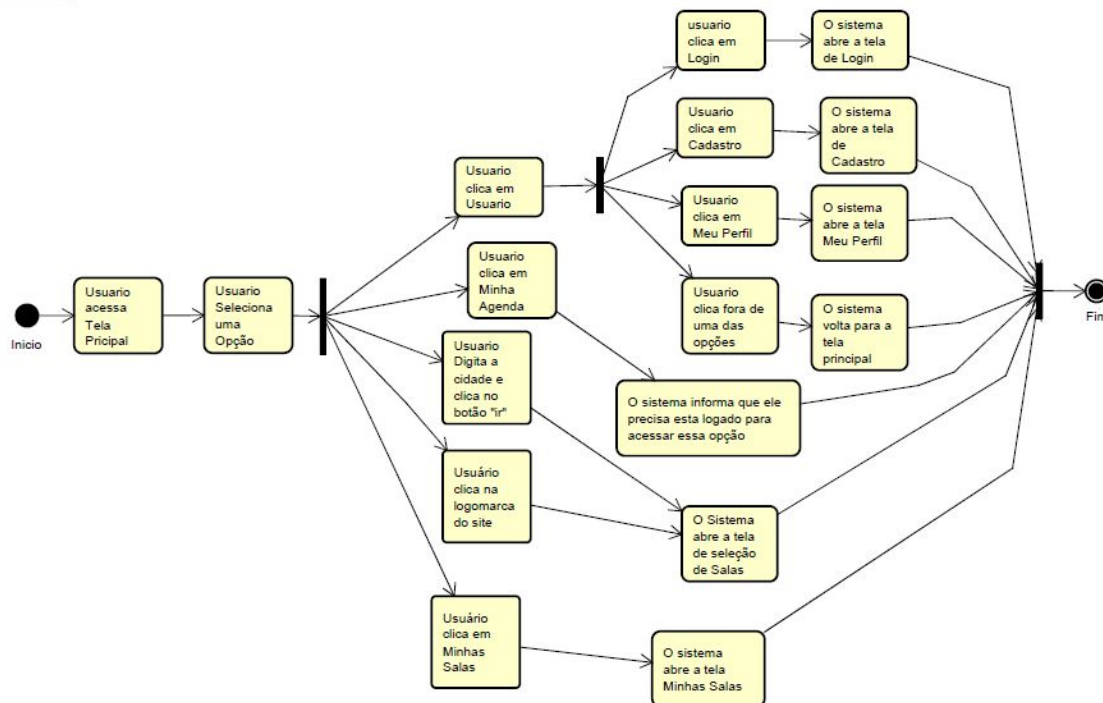 Inicio
Usuario
acessa
Tela
Pricipal
Usuario
Seleciona
uma
Opção
Usuario
clica em
Usuario
Usuario
clica em
Minha
Agenda
Usuario
Digita a
cidade e
clica no
botão "ir"
Usuário
clica na
logomarca
do site
Usuário
clica em
Minhas
Salas
usuario
clica em
Login
O sistema
abre a tela
de Login
Usuario
clica em
Cadastro
O sistema
abre a tela
de
Cadastro
Usuario
clica em
Meu Perfil
O sistema
abre a tela
Meu Perfil
Usuario
clica fora de
uma das
opções
O sistema
volta para a
tela
principal
O sistema informa que ele
precisa esta logado para
acessar essa opção
O Sistema
abre a tela
de seleção
de Salas
O sistema
abre a tela
Minhas Salas
Fim